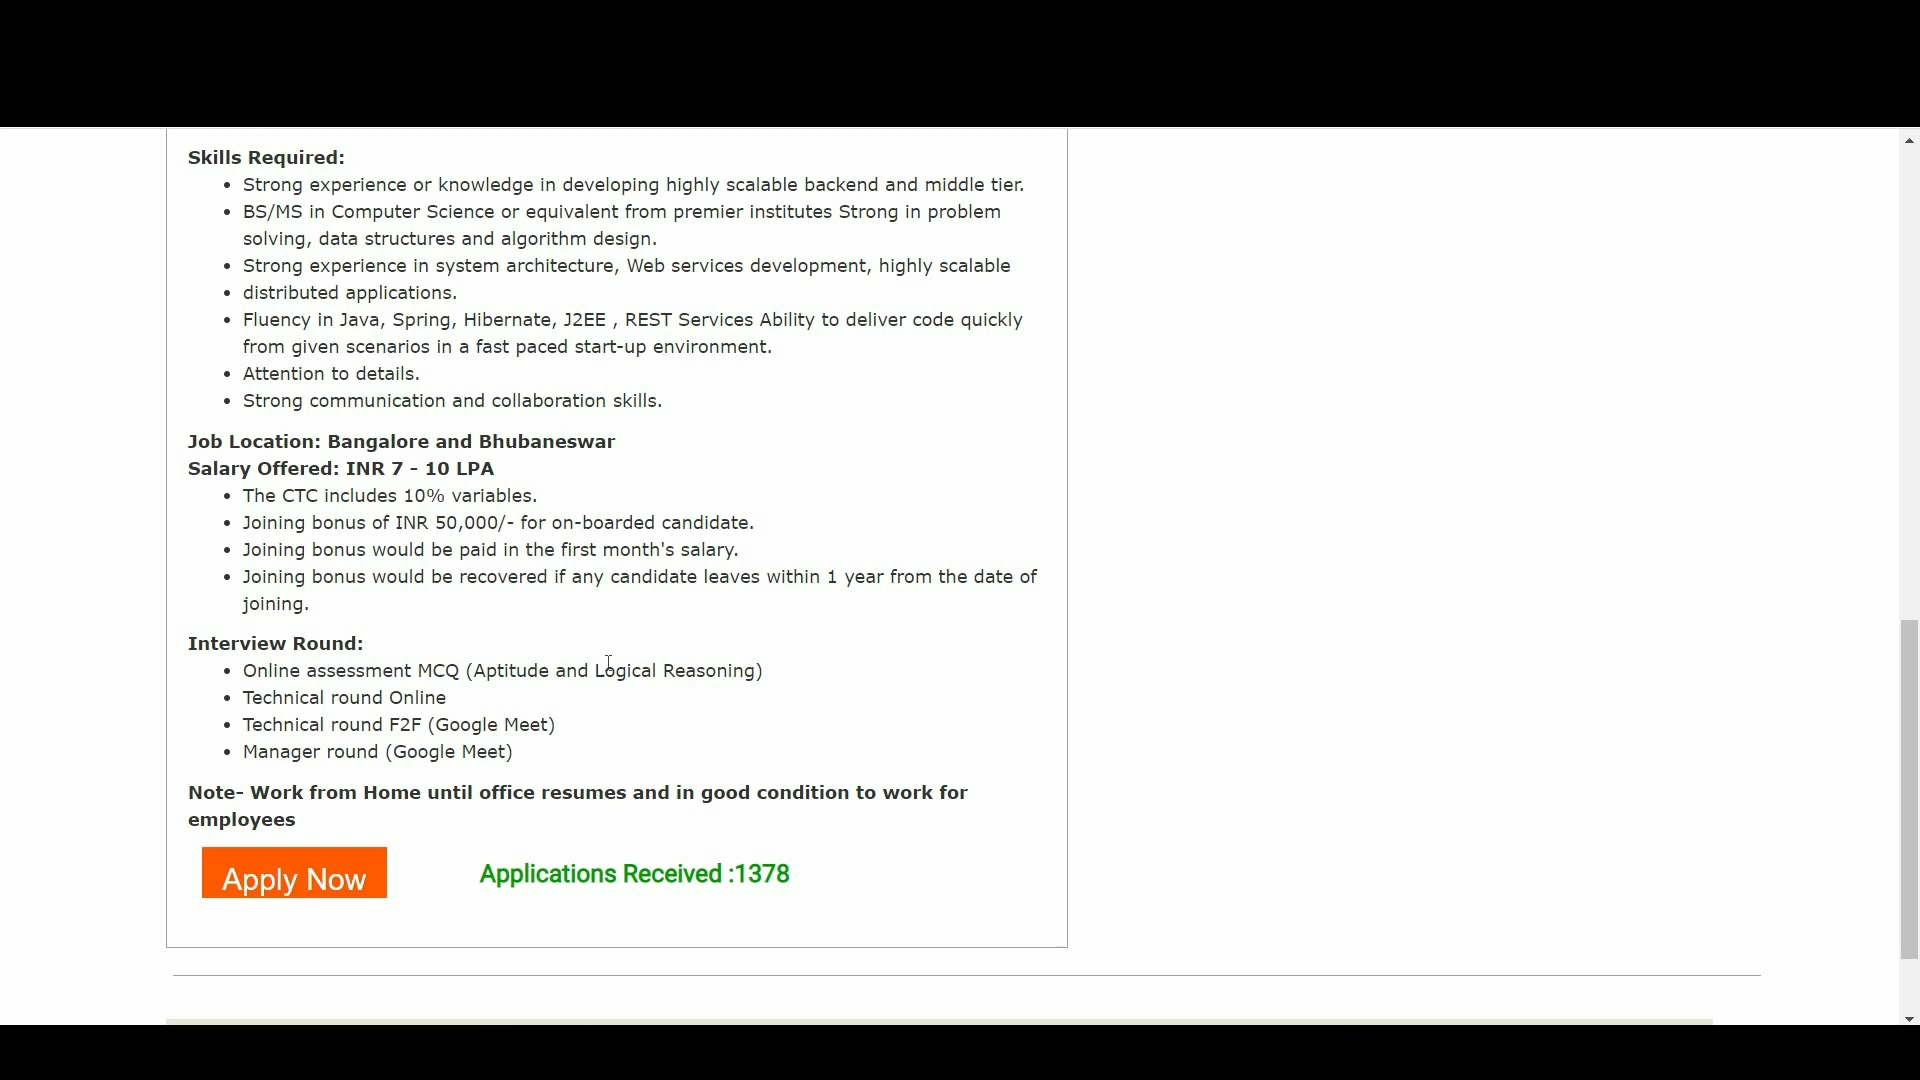 Skills Required:
Strong experience or knowledge in developing highly scalable backend and middle tier.
BS/MS in Computer Science or equivalent from premier institutes Strong in problem
solving, data structures and algorithm design.
Strong experience in system architecture, Web services development, highly scalable
distributed applications.
Fluency in Java, Spring, Hibernate, J2EE , REST Services Ability to deliver code quickly
from given scenarios in a fast paced start-up environment.
Attention to details.
Strong communication and collaboration skills.
Job Location: Bangalore and Bhubaneswar
Salary Offered: INR 7 - 10 LPA
The CTC includes 10% variables.
Joining bonus of INR 50,000/- for on-boarded candidate.
Joining bonus would be paid in the first month's salary.
Joining bonus would be recovered if any candidate leaves within 1 year from the date of
joining.
Interview Round:
Online assessment MCQ (Aptitude and Logical Reasoning)
Technical round Online
Technical round F2F (Google Meet)
Manager round (Google Meet)
Note- Work from Home until office resumes and in good condition to work for
employees
Apply Now
Applications Received :1378